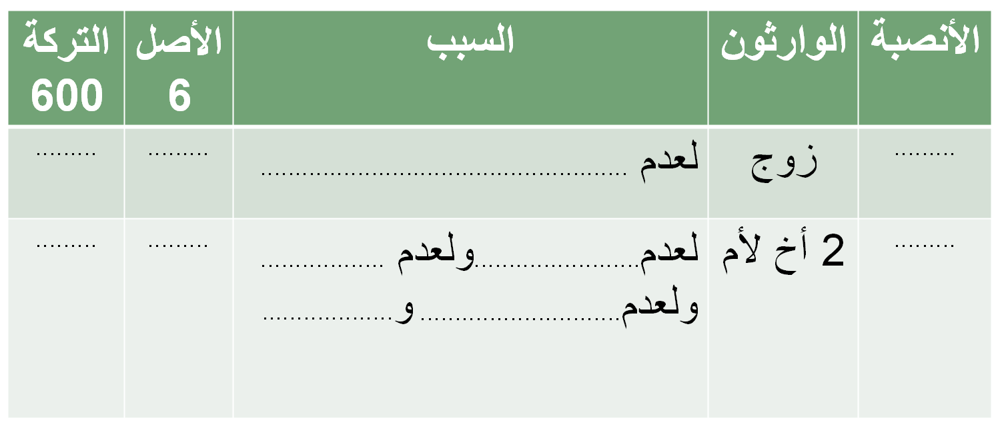 الأنصبة الوارثون السبب الأصل التركة
6 600
......... زوج لعدم ..................................................... ......... .........
......... 2 أخ لأم لعدم........................ولعدم .................. ......... .........
ولعدم............................. و...................